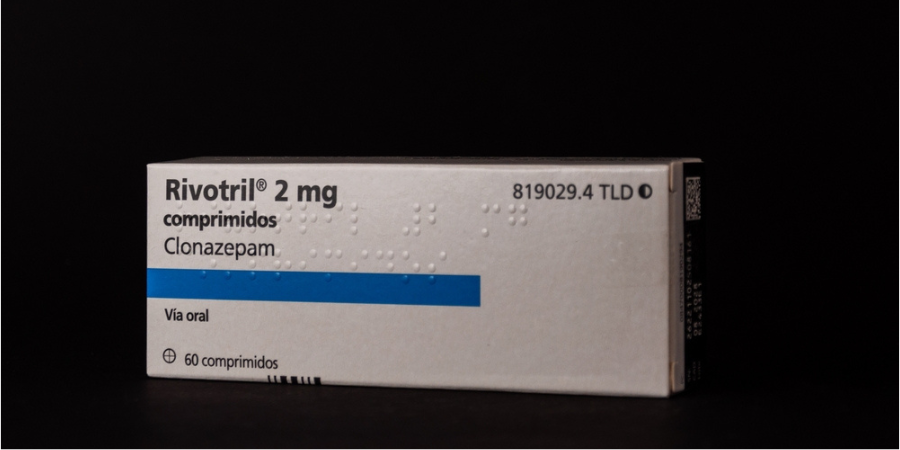 Rivotril® 2 mg
819029.4 TLD
comprimidos
Clonazepam
Vía oral
60 comprimidos